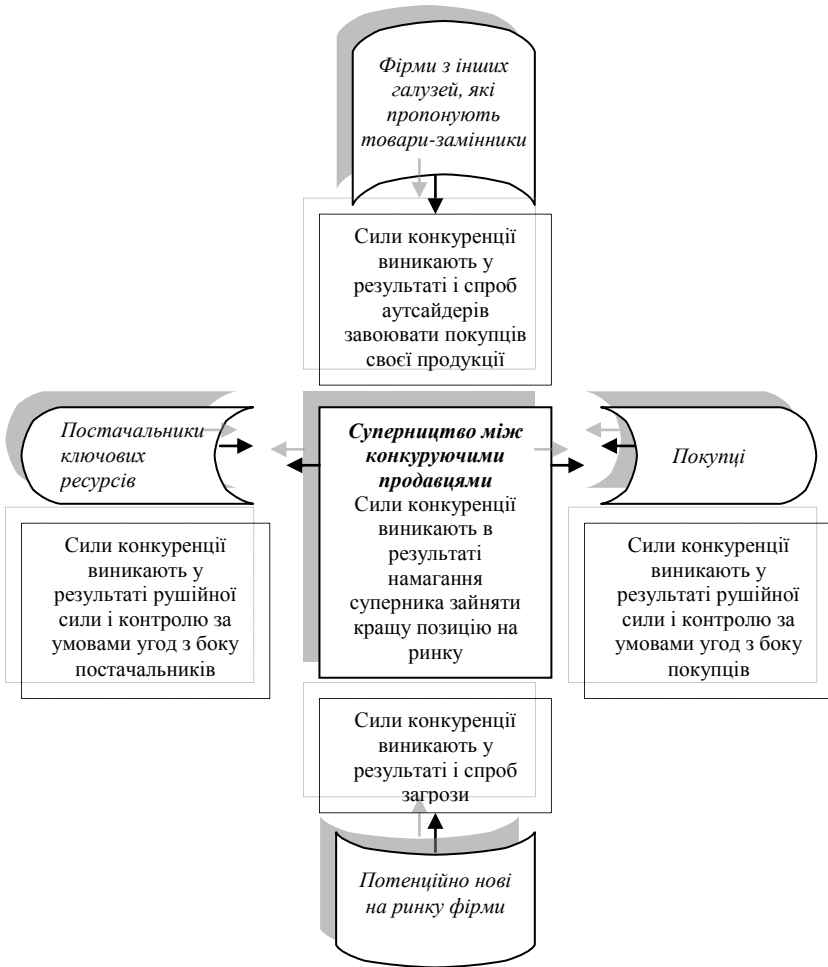 Фірми з інших
галузей, які
пропонують
товари-замінники
Сили конкуренції
виникають у
результаті і спроб
аутсайдерів
завоювати покупців
своєї продукції
Постачальники
ключових
ресурсів
Суперництво між
конкуруючими
продавцями
Сили конкуренції
виникають в
результаті
намагання
суперника зайняти
кращу позицію на
ринку
Покупці
Сили конкуренції
виникають у
результаті рушійної
сили і контролю за
умовами угод з боку
постачальників
Сили конкуренції
виникають у
результаті рушійної
сили і контролю за
умовами угод з боку
покупців
Сили конкуренції
виникають у
результаті і спроб
загрози
Потенційно нові
на ринку фірми